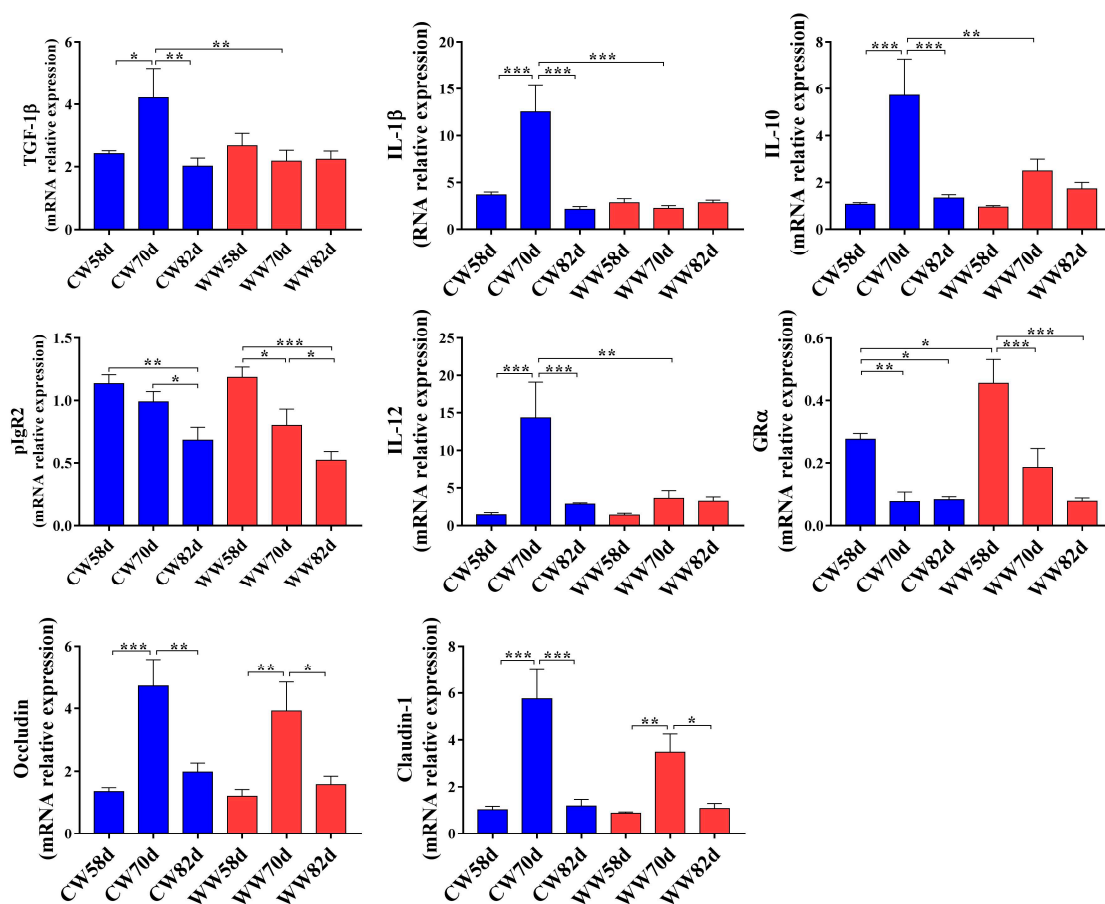 TGF-1β
(mRNA relative expression)
6
4
2
0
*
**
**
CW58d
CW70d
CW82d
WW58d
WW70d
WW82d
IL-1β
(RNA relative expression)
20
15
10
5
0
***
***
***
CW58d
CW70d
CW82d
WW58d
WW70d
WW82d
IL-10
(mRNA relative expression)
8
6
4
2
0
***
***
**
CW58d
CW70d
CW82d
WW58d
WW70d
WW82d
pIgR2
(mRNA relative expression)
1.5
1.0
0.5
0.0
**
*
***
*
*
CW58d
CW70d
CW82d
WW58d
WW70d
WW82d
IL-12
(mRNA relative expression)
25
20
15
10
5
0
***
***
**
CW58d
CW70d
CW82d
WW58d
WW70d
WW82d
GRα
(mRNA relative expression)
0.6
0.4
0.2
0.0
*
*
**
***
***
CW58d
CW70d
CW82d
WW58d
WW70d
WW82d
Occludin
(mRNA relative expression)
6
4
2
0
***
**
**
*
CW58d
CW70d
CW82d
WW58d
WW70d
WW82d
Claudin-1
(mRNA relative expression)
8
6
4
2
0
***
***
**
*
CW58d
CW70d
CW82d
WW58d
WW70d
WW82d